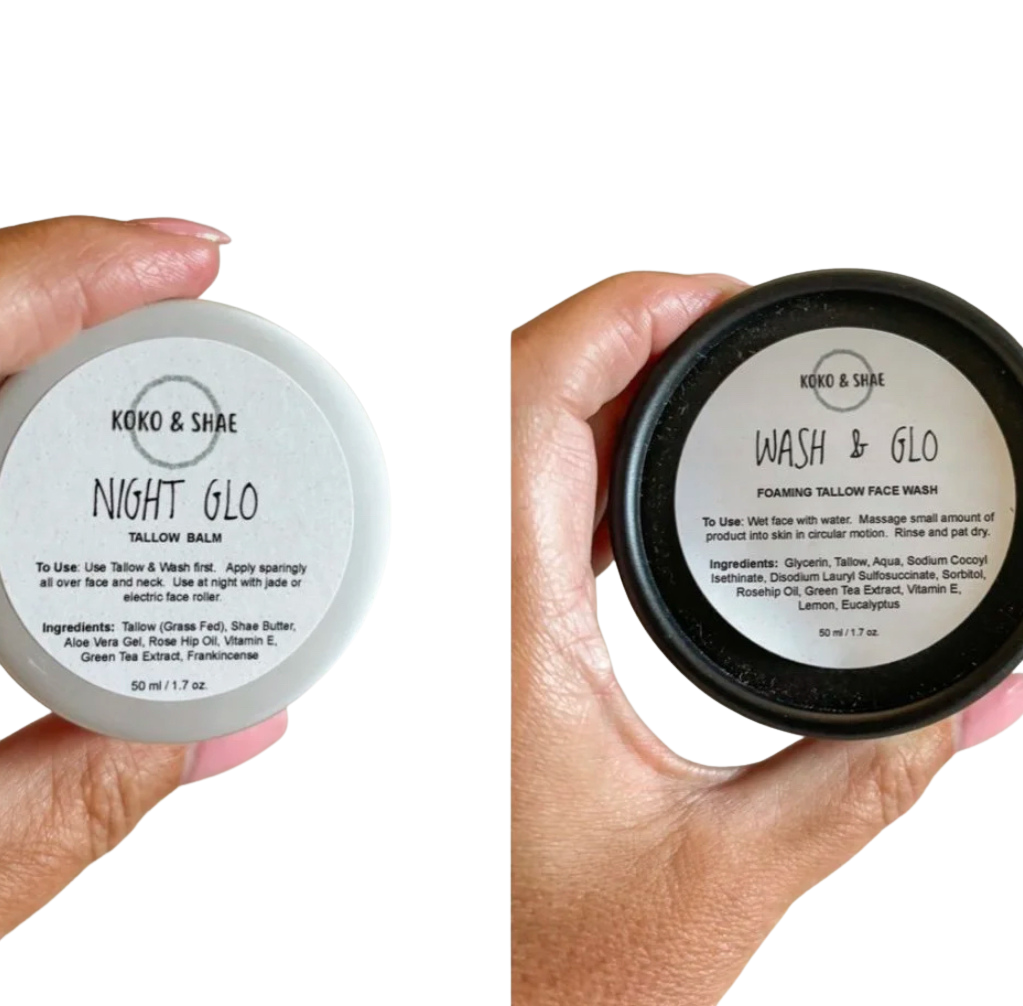 KOKO & SHAE
NIGHT GLO
TALLOW BALM
To Use: Use Tallow & Wash first. Apply sparingly
all over face and neck. Use at night with jade or
electric face roller.
Ingredients: Tallow (Grass Fed), Shae Butter,
Aloe Vera Gel, Rose Hip Oil, Vitamin E,
Green Tea Extract, Frankincense
50 ml / 1.7 oz.
KOKO & SHAE
WASH & GLO
FOAMING TALLOW FACE WASH
To Use: Wet face with water. Massage small amount of
product into skin in circular motion. Rinse and pat dry.
Ingredients: Glycerin, Tallow, Aqua, Sodium Cocoyl
Isethinate, Disodium Lauryl Sulfosuccinate, Sorbitol,
Rosehip Oil, Green Tea Extract, Vitamin E,
Lemon, Eucalyptus
50 ml / 1.7 oz.